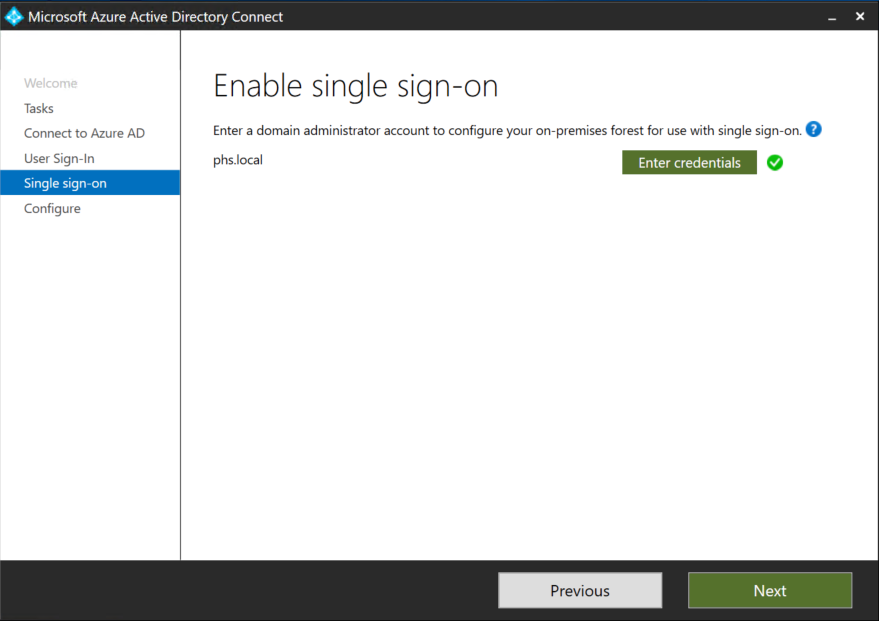 Microsoft Azure Active Directory Connect
Welcome
Tasks
Connect to Azure AD
User Sign-In
Single sign-on
Configure
Enable single sign-on
Enter a domain administrator account to configure your on-premises forest for use with single sign-on. ?
phs.local
Enter credentials
Previous
Next